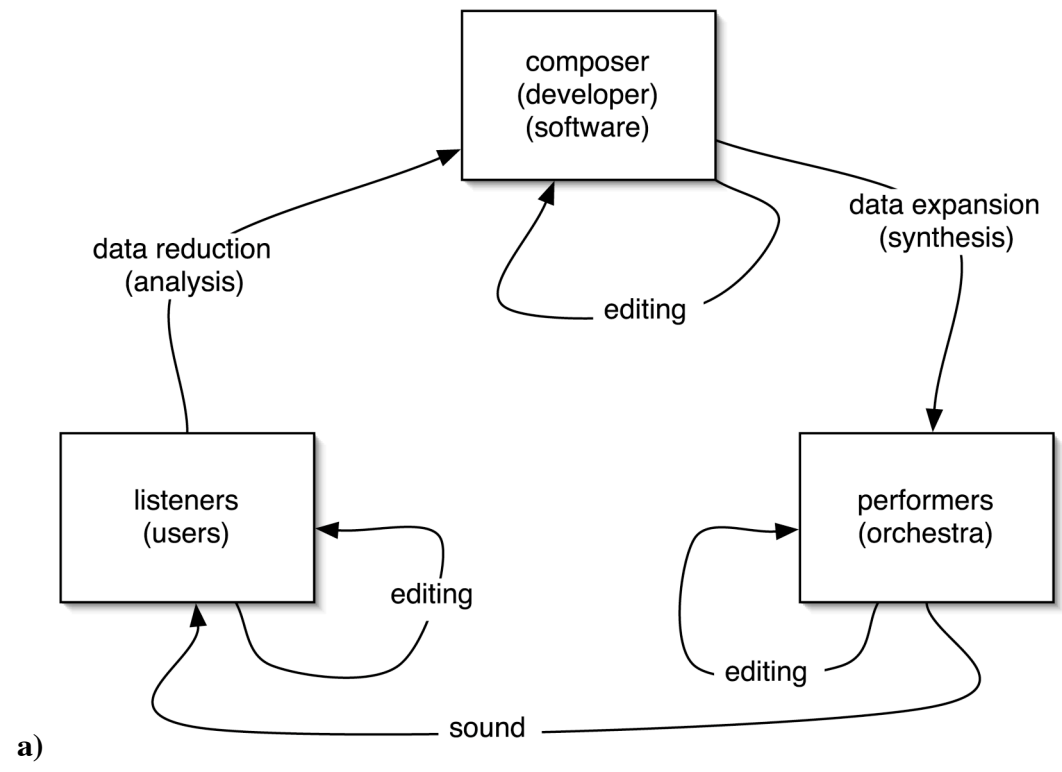 composer
(developer)
(software)
data expansion
(synthesis)
data reduction
(analysis)
editing
listeners
(users)
performers
(orchestra)
editing
editing
sound
a)